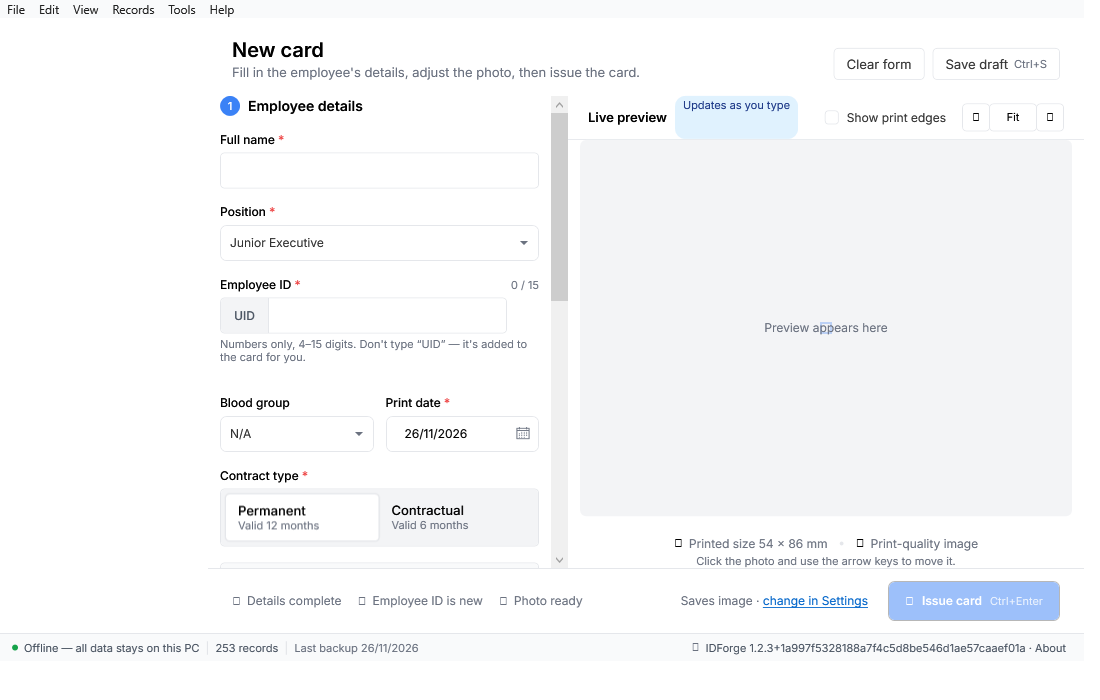 File Edit View Records Tools Help
New card
Fill in the employee's details, adjust the photo, then issue the card.
Clear form
Save draft Ctrl+S
1 Employee details
Full name *
Position *
Junior Executive
Employee ID * 0 / 15
UID
Numbers only, 4–15 digits. Don't type “UID” — it's added to
the card for you.
Blood group
N/A
Print date *
26/11/2026
Contract type *
Permanent
Valid 12 months
Contractual
Valid 6 months
Live preview
Updates as you type
Show print edges
Fit
Preview appears here
Printed size 54 × 86 mm • Print-quality image
Click the photo and use the arrow keys to move it.
Details complete Employee ID is new Photo ready
Saves image · change in Settings
Issue card Ctrl+Enter
Offline — all data stays on this PC 253 records Last backup 26/11/2026
IDForge 1.2.3+1a997f5328188a7f4c5d8be546d1ae57caaef01a · About